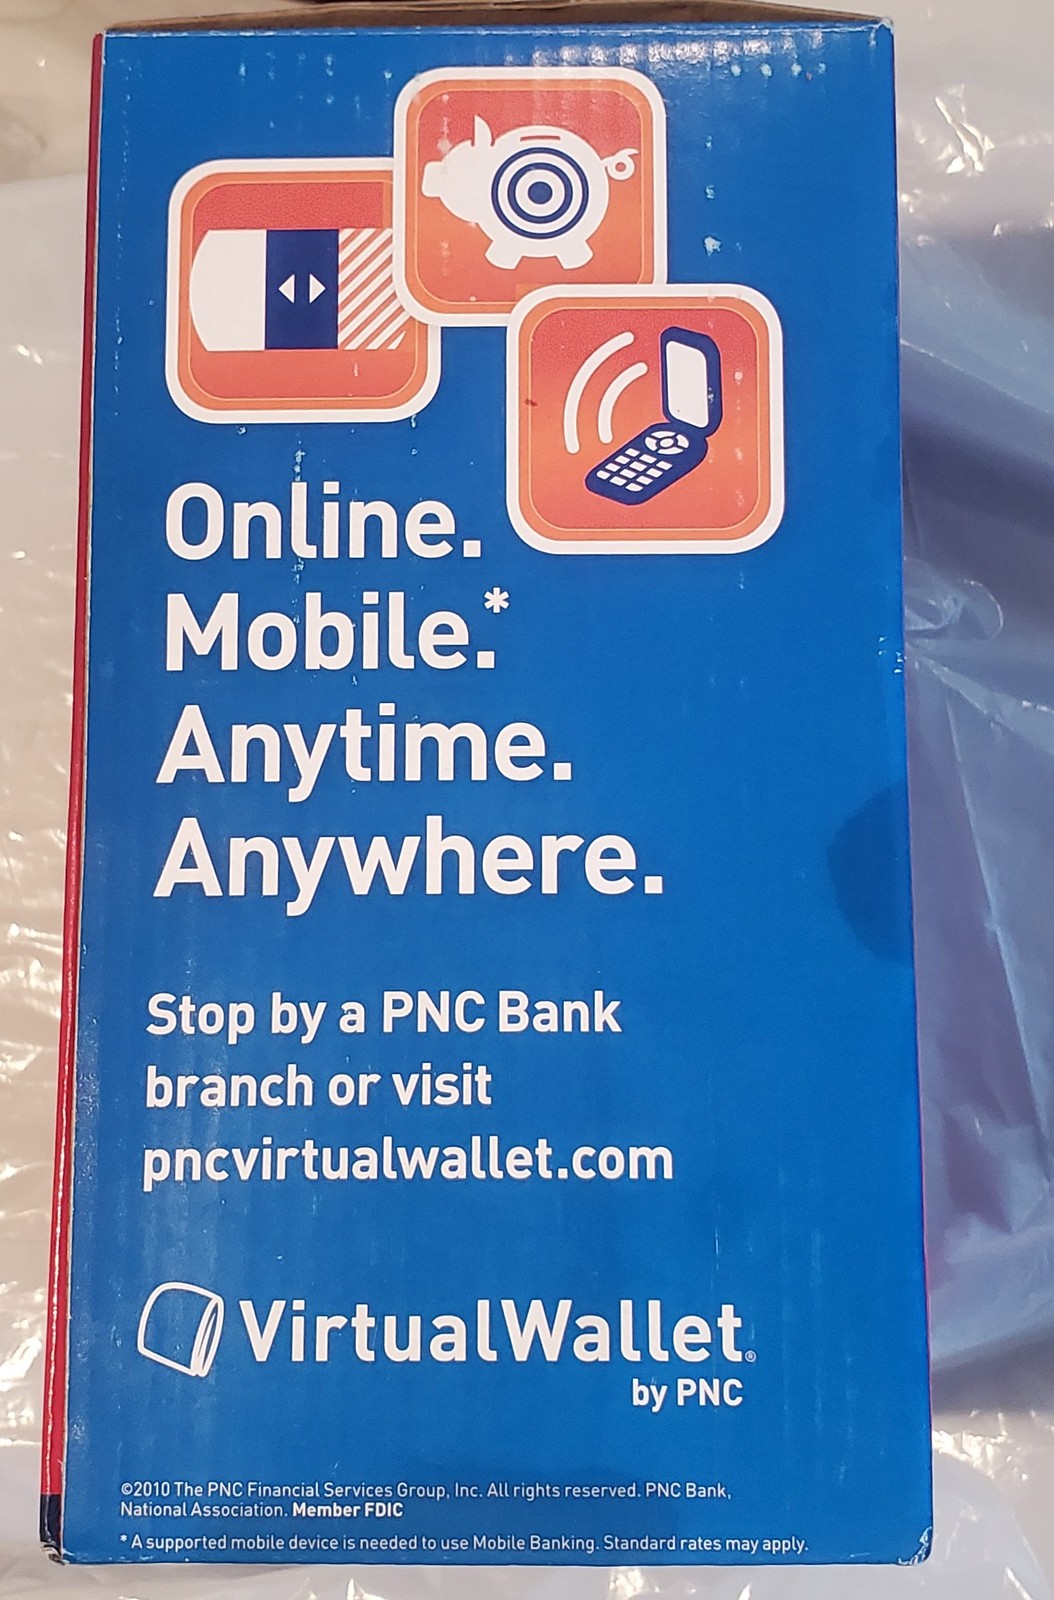 Online.
Mobile.*
Anytime.
Anywhere.
Stop by a PNC Bank
branch or visit
pncvirtualwallet.com
VirtualWallet®
by PNC
©2010 The PNC Financial Services Group, Inc. All rights reserved. PNC Bank,
National Association. Member FDIC
* A supported mobile device is needed to use Mobile Banking. Standard rates may apply.